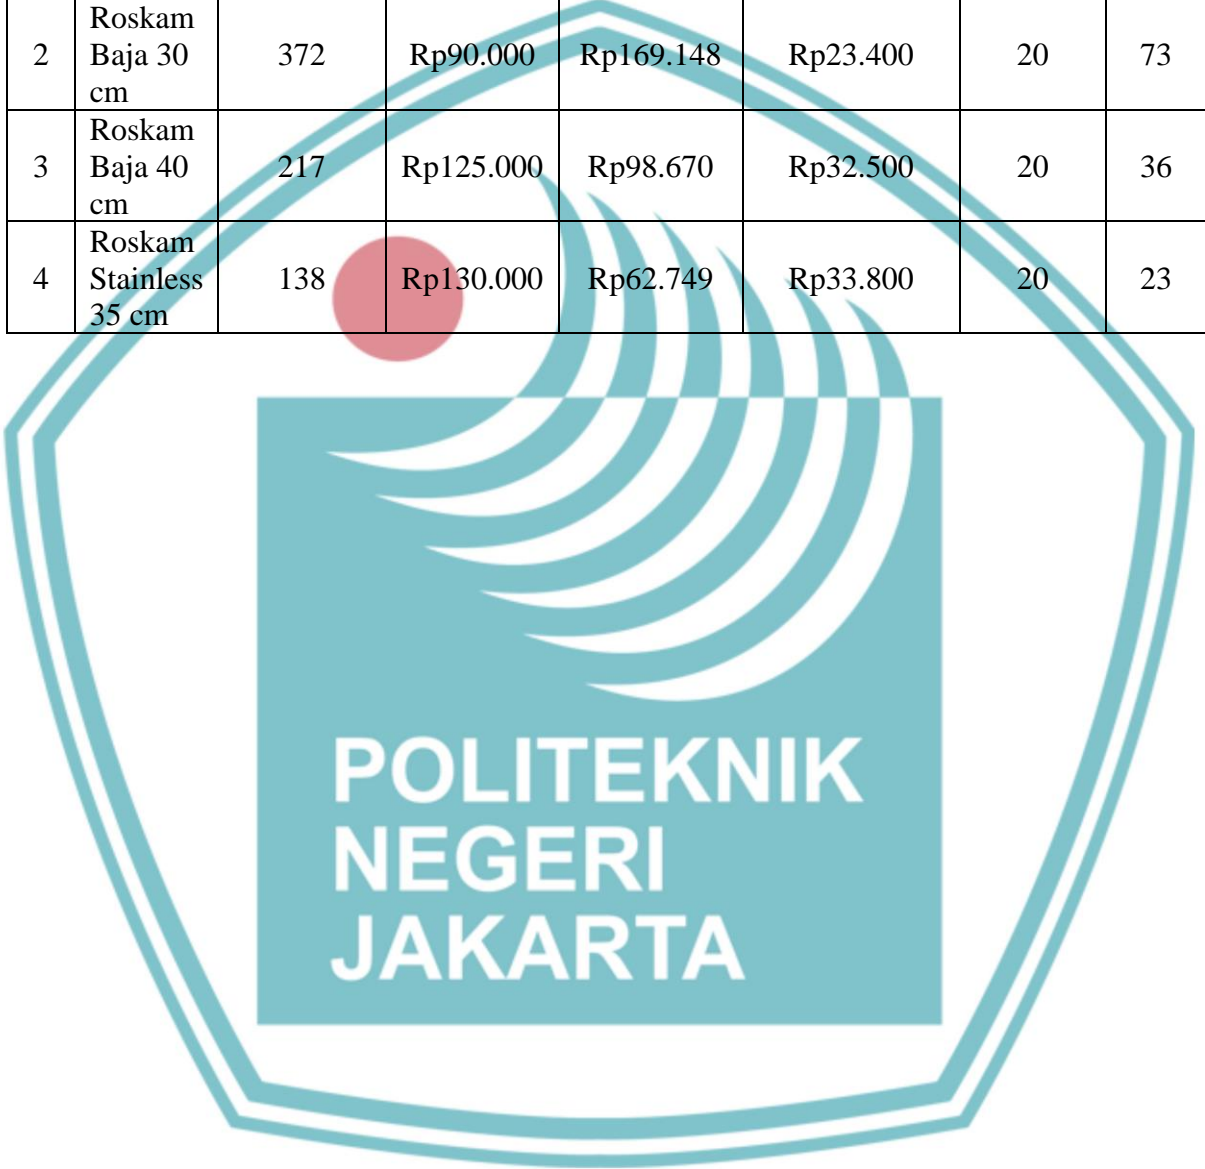 2 Roskam Baja 30 cm 372 Rp90.000 Rp169.148 Rp23.400 20 73
3 Roskam Baja 40 cm 217 Rp125.000 Rp98.670 Rp32.500 20 36
4 Roskam Stainless 35 cm 138 Rp130.000 Rp62.749 Rp33.800 20 23
POLITEKNIK
NEGERI
JAKARTA